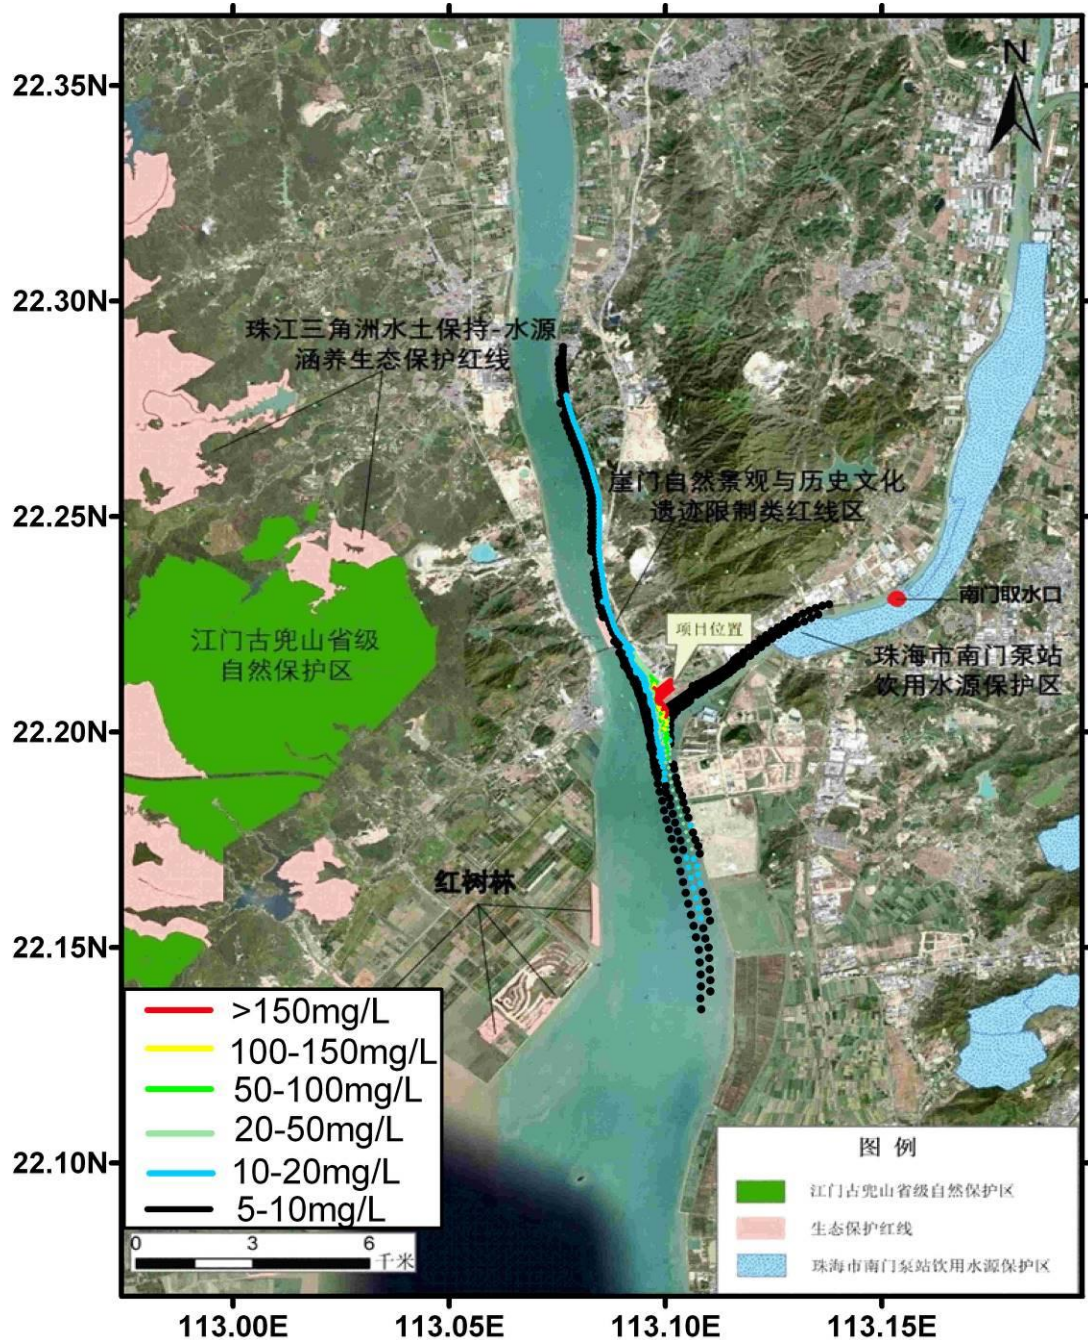 N
22.35N
22.30N
22.25N
22.20N
22.15N
22.10N
珠江三角洲水土保持-水源
涵养生态保护红线
崖门自然景观与历史文化
遗迹限制类红线区
南门取水口
项目位置
江门古兜山省级
自然保护区
珠海市南门泵站
饮用水源保护区
红树林
>150mg/L
100-150mg/L
50-100mg/L
20-50mg/L
10-20mg/L
5-10mg/L
0 3 6
千米
图 例
江门古兜山省级自然保护区
生态保护红线
珠海市南门泵站饮用水源保护区
113.00E 113.05E 113.10E 113.15E